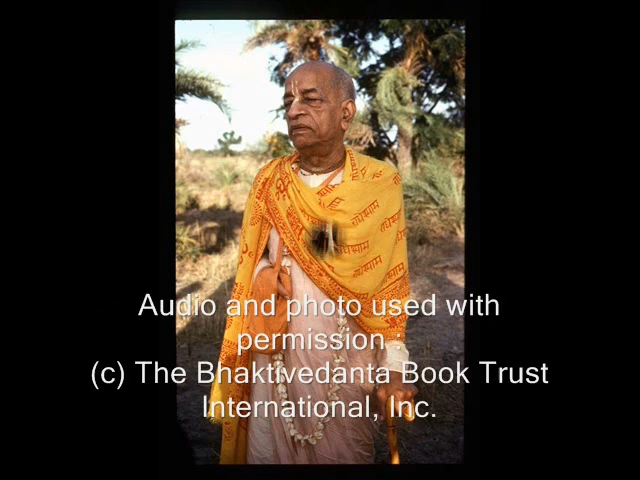 राधेश्याम
राधेश्याम
राधेश्याम
Audio and photo used with
permission :
(c) The Bhaktivedanta Book Trust
International, Inc.